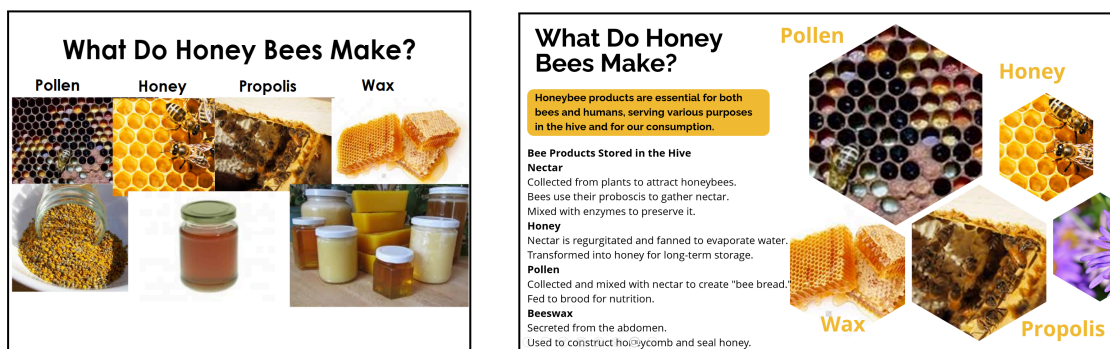 What Do Honey Bees Make?
Pollen Honey Propolis Wax
What Do Honey
Bees Make?
Honeybee products are essential for both
bees and humans, serving various purposes
in the hive and for our consumption.
Bee Products Stored in the Hive
Nectar
Collected from plants to attract honeybees.
Bees use their proboscis to gather nectar.
Mixed with enzymes to preserve it.
Honey
Nectar is regurgitated and fanned to evaporate water.
Transformed into honey for long-term storage.
Pollen
Collected and mixed with nectar to create "bee bread."
Fed to brood for nutrition.
Beeswax
Secreted from the abdomen.
Used to construct honeycomb and seal honey.
Pollen
Honey
Wax
Propolis